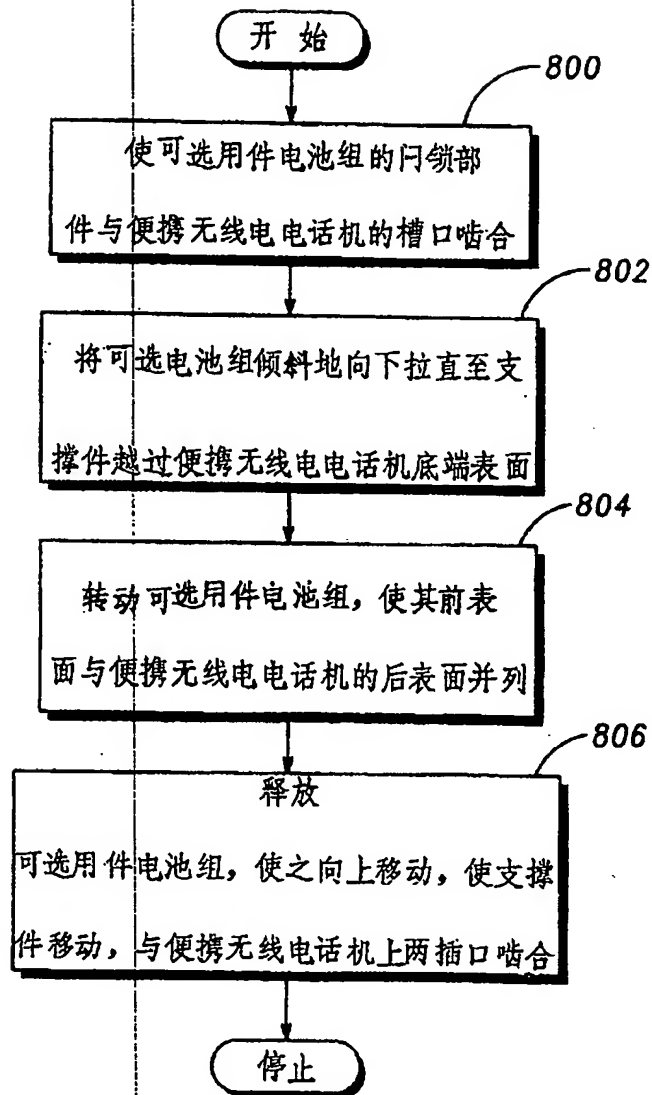 开始
800
使可选用件电池组的闩锁部
件与便携无线电电话机的槽口啮合
802
将可选电池组倾斜地向下拉直至支
撑件越过便携无线电电话机底端表面
804
转动可选用件电池组，使其前表
面与便携无线电电话机的后表面并列
806
释放
可选用件电池组，使之向上移动，使支撑
件移动，与便携无线电话机上两插口啮合
停止